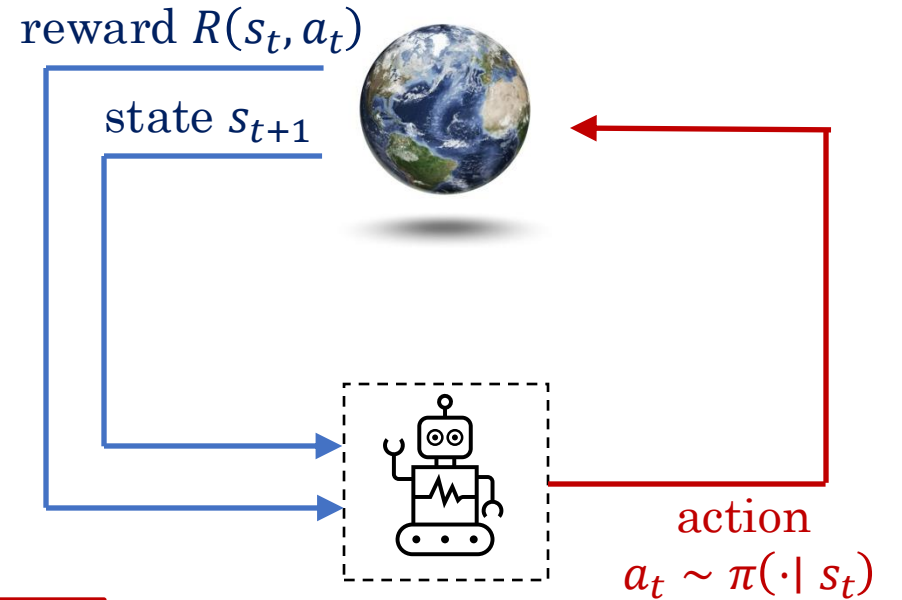 reward R(s_t, a_t)
state s_{t+1}
action
a_t ~ π(·| s_t)